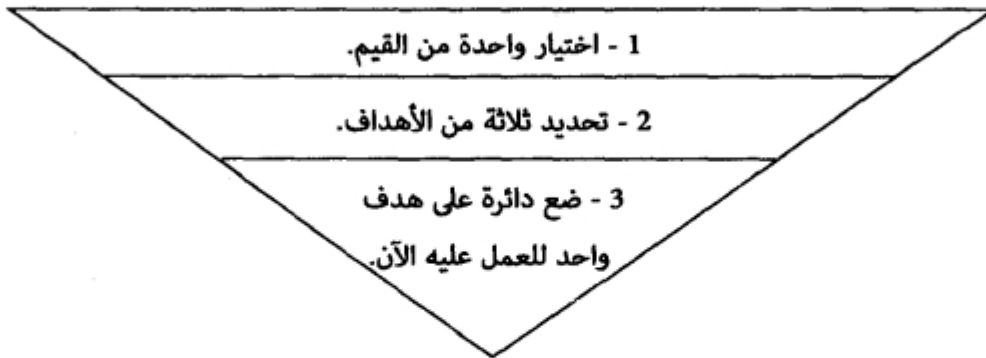 1 - اختيار واحدة من القيم.
2 - تحديد ثلاثة من الأهداف.
3 - ضع دائرة على هدف
واحد للعمل عليه الآن.